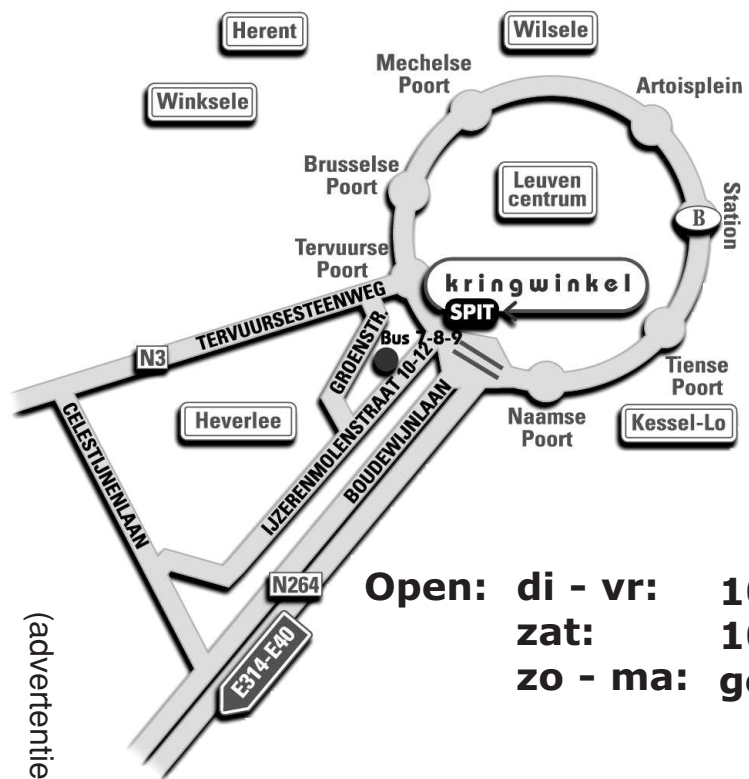 Herent
Wilsele
Mechelse
Poort
Artoisplein
Winksele
Brusselse
Poort
Leuven
centrum
Station
B
Tervuurse
Poort
kringwinkel
SPIT
TERVUURSESTEENWEG
N3
GROENSTR.
Bus 7-8-9
IJZERENMOLENSTRAAT 10-12
BOUDEWIJNLAAN
Tiense
Poort
Naamse
Poort
Kessel-Lo
Heverlee
CELESTIJNENLAAN
N264
E314-E40
Open: di - vr:
zat:
zo - ma:
(advertentie